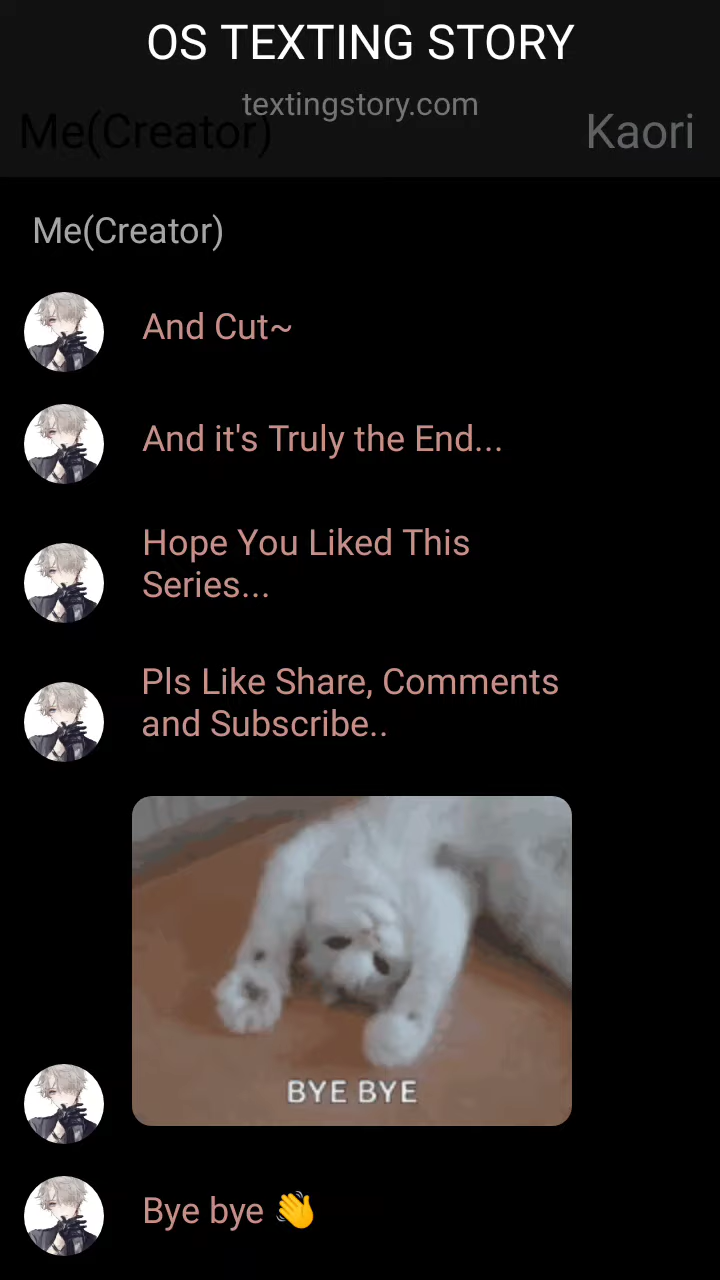 OS TEXTING STORY
textingstory.com
Me(Creator)
Kaori
Me(Creator)
And Cut~
And it's Truly the End...
Hope You Liked This
Series...
Pls Like Share, Comments
and Subscribe..
BYE BYE
Bye bye 👋